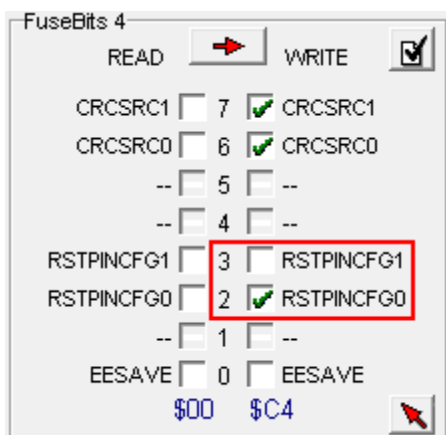 FuseBits 4
READ WRITE
CRCSRC1 7 CRCSRC1
CRCSRC0 6 CRCSRC0
-- 5 --
-- 4 --
RSTPINCFG1 3 RSTPINCFG1
RSTPINCFG0 2 RSTPINCFG0
-- 1 --
EESAVE 0 EESAVE
$00 $C4